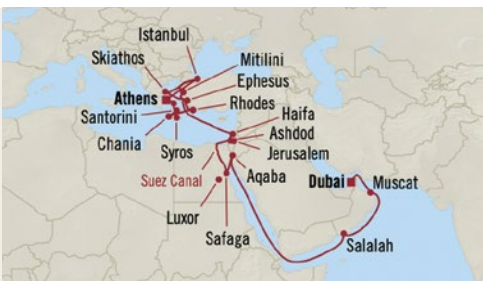 Istanbul
Skiathos
Mitilini
Ephesus
Athens
Rhodes
Santorini
Haifa
Chania
Ashdod
Syros
Jerusalem
Suez Canal
Aqaba
Dubai
Muscat
Luxor
Safaga
Salalah